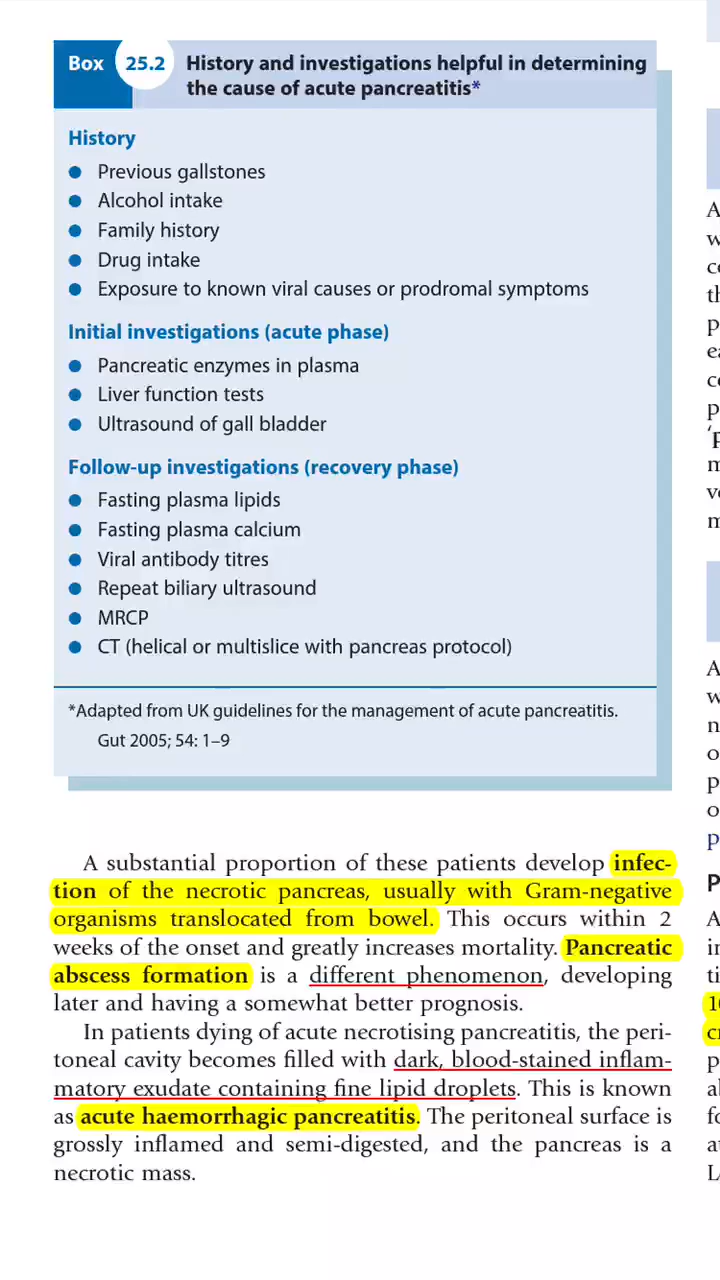 Box 25.2 History and investigations helpful in determining
the cause of acute pancreatitis*
History
● Previous gallstones
● Alcohol intake
● Family history
● Drug intake
● Exposure to known viral causes or prodromal symptoms
Initial investigations (acute phase)
● Pancreatic enzymes in plasma
● Liver function tests
● Ultrasound of gall bladder
Follow-up investigations (recovery phase)
● Fasting plasma lipids
● Fasting plasma calcium
● Viral antibody titres
● Repeat biliary ultrasound
● MRCP
● CT (helical or multislice with pancreas protocol)
*Adapted from UK guidelines for the management of acute pancreatitis.
Gut 2005; 54: 1–9
A substantial proportion of these patients develop infec-
tion of the necrotic pancreas, usually with Gram-negative
organisms translocated from bowel. This occurs within 2
weeks of the onset and greatly increases mortality. Pancreatic
abscess formation is a different phenomenon, developing
later and having a somewhat better prognosis.
In patients dying of acute necrotising pancreatitis, the peri-
toneal cavity becomes filled with dark, blood-stained inflam-
matory exudate containing fine lipid droplets. This is known
as acute haemorrhagic pancreatitis. The peritoneal surface is
grossly inflamed and semi-digested, and the pancreas is a
necrotic mass.